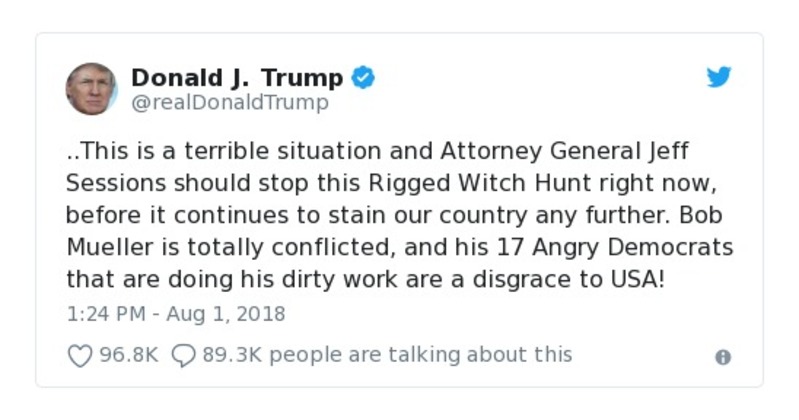 Donald J. Trump
@realDonaldTrump
..This is a terrible situation and Attorney General Jeff
Sessions should stop this Rigged Witch Hunt right now,
before it continues to stain our country any further. Bob
Mueller is totally conflicted, and his 17 Angry Democrats
that are doing his dirty work are a disgrace to USA!
1:24 PM - Aug 1, 2018
96.8K 89.3K people are talking about this